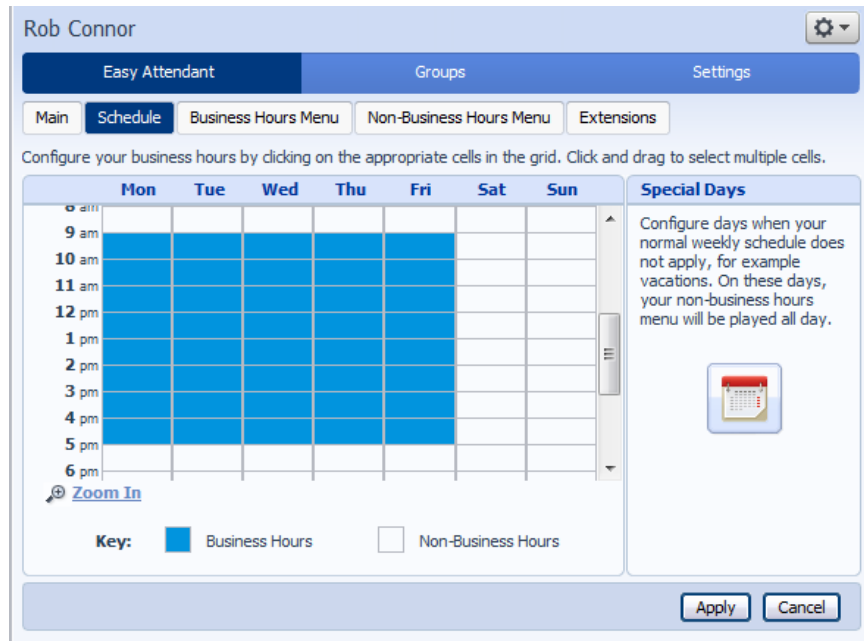 Rob Connor
Easy Attendant Groups Settings
Main Schedule Business Hours Menu Non-Business Hours Menu Extensions
Configure your business hours by clicking on the appropriate cells in the grid. Click and drag to select multiple cells.
Mon Tue Wed Thu Fri Sat Sun
8 am
9 am
10 am
11 am
12 pm
1 pm
2 pm
3 pm
4 pm
5 pm
6 pm
Zoom In
Key: Business Hours Non-Business Hours
Special Days
Configure days when your
normal weekly schedule does
not apply, for example
vacations. On these days,
your non-business hours
menu will be played all day.
Apply Cancel